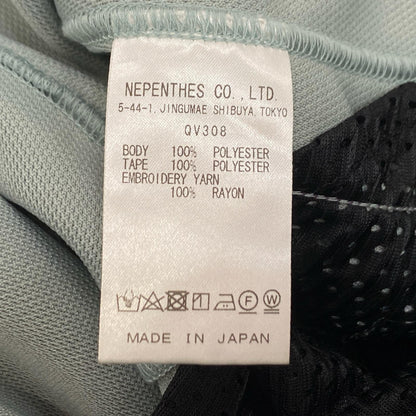 NEPENTHES CO., LTD.
5-44-1, JINGUMAE SHIBUYA, TOKYO
QV308
BODY 100% POLYESTER
TAPE 100% POLYESTER
EMBROIDERY YARN
100% RAYON
MADE IN JAPAN